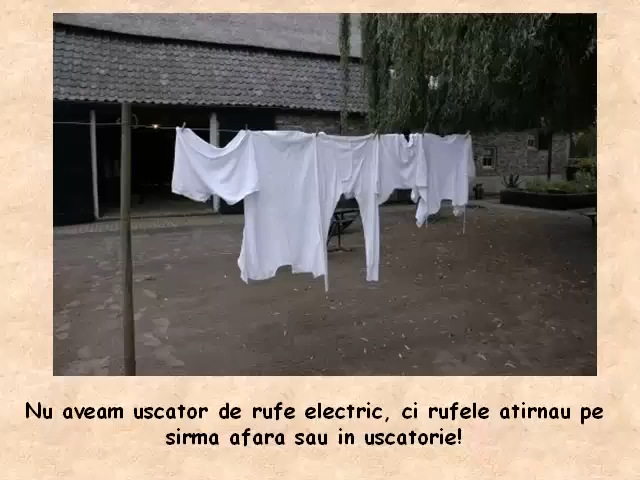 Nu aveam uscator de rufe electric, ci rufele atirnau pe
sirma afara sau in uscatorie!